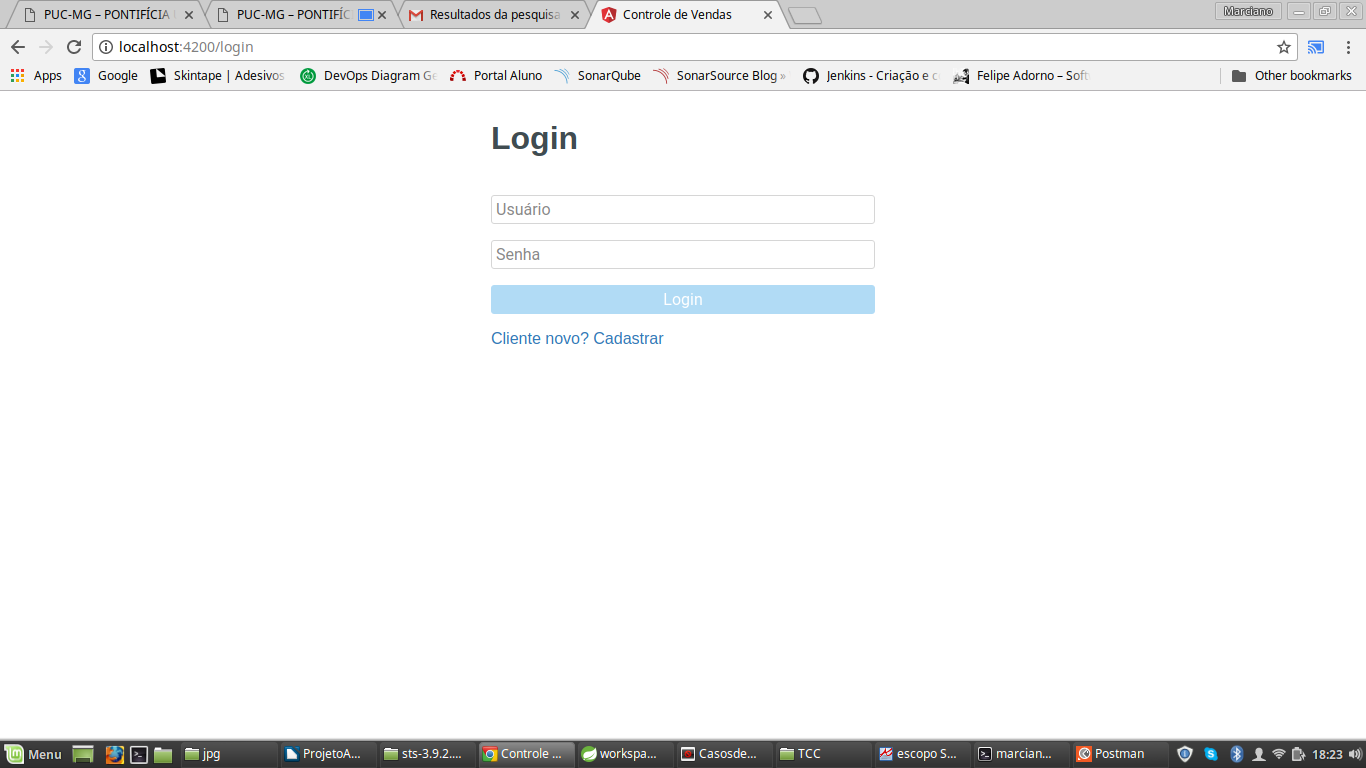 PUC-MG – PONTIFÍCIA
PUC-MG – PONTIFÍC
Resultados da pesquisa
Controle de Vendas
Marciano
localhost:4200/login
Apps
Google
Skintape | Adesivos
DevOps Diagram Ge
Portal Aluno
SonarQube
SonarSource Blog »
Jenkins - Criação e c
Felipe Adorno – Soft
Other bookmarks
Login
Usuário
Senha
Login
Cliente novo? Cadastrar
Menu
jpg
ProjetoA...
sts-3.9.2....
Controle ...
workspa...
Casosde...
TCC
escopo S...
marcian...
Postman
18:23